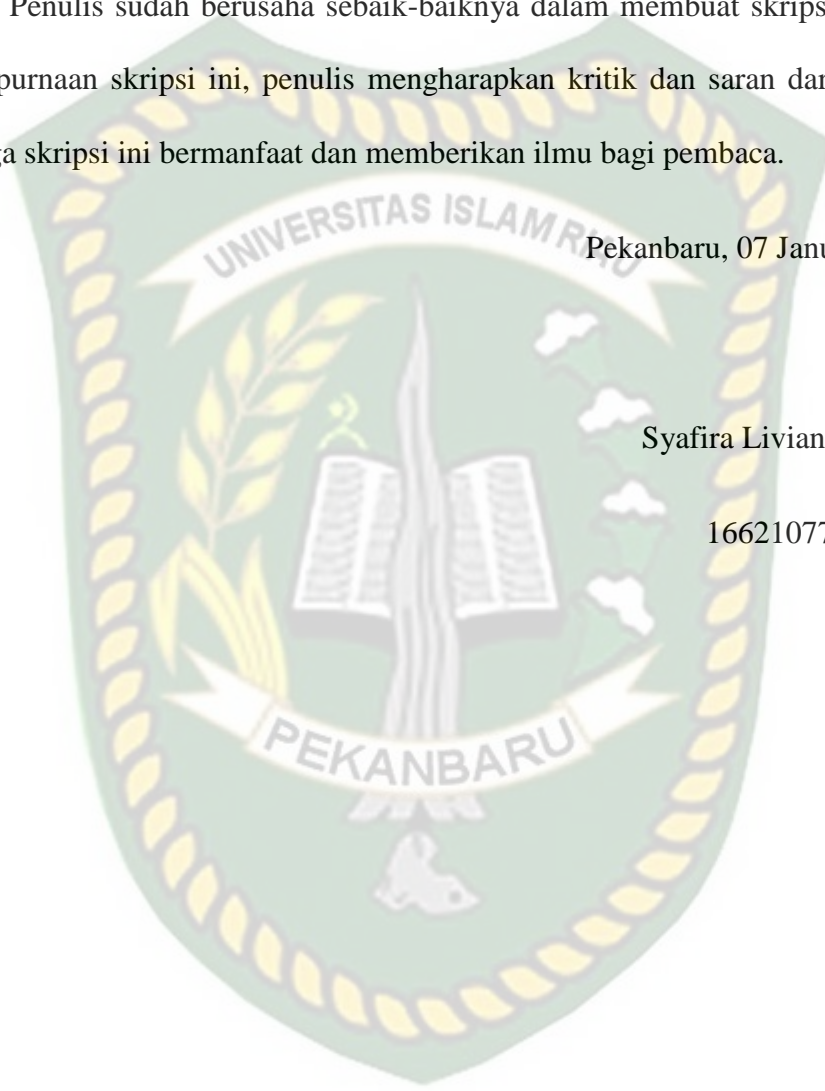 Penulis sudah berusaha sebaik-baiknya dalam membuat skrips
purnaan skripsi ini, penulis mengharapkan kritik dan saran dar
a skripsi ini bermanfaat dan memberikan ilmu bagi pembaca.
UNIVERSITAS ISLAM RIAU
Pekanbaru, 07 Janu
Syafira Livian
16621077
PEKANBARU